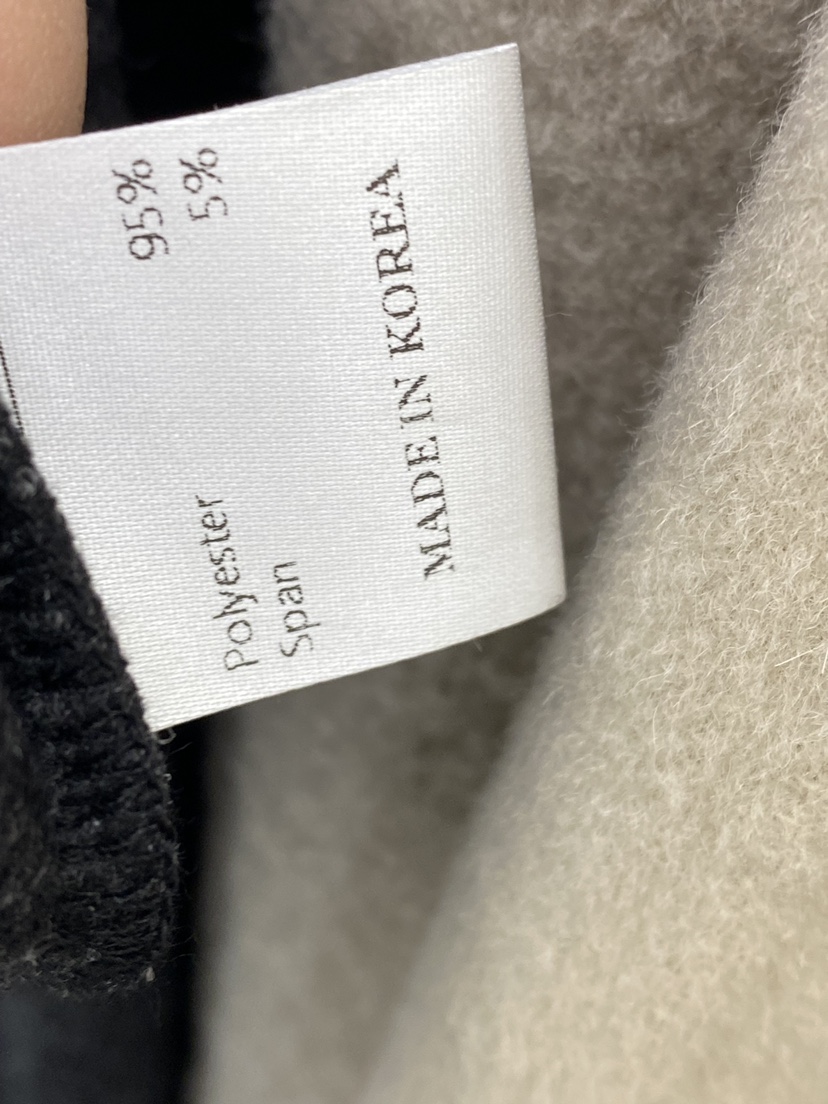 Polyester 95%
Span 5%
MADE IN KOREA